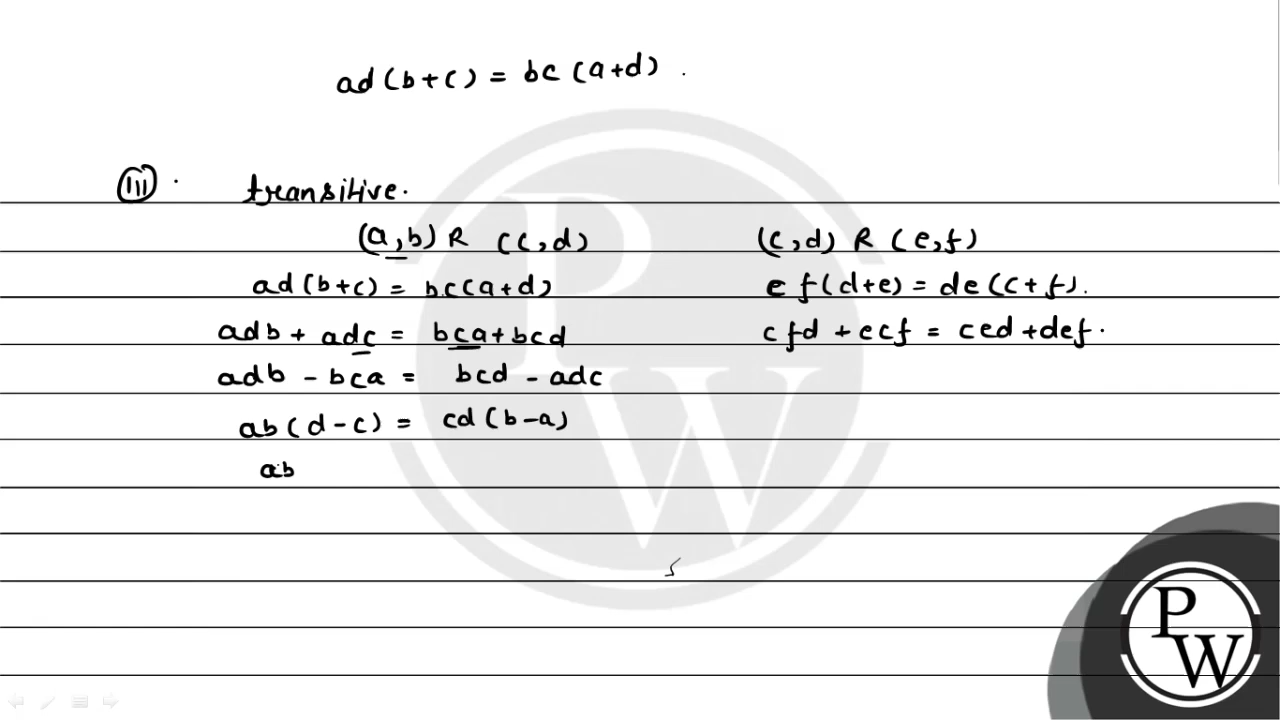 ad (b+c) = bc (a+d) .
(III) . transitive.
(a,b) R (c,d) (c,d) R (e,f)
ad (b+c) = bc (a+d) e f (d+e) = de (c+f).
adb + adc = bca + bcd cfd + ecf = ced + def.
adb - bca = bcd - adc
ab (d-c) = cd (b-a)
ab
PW
PW